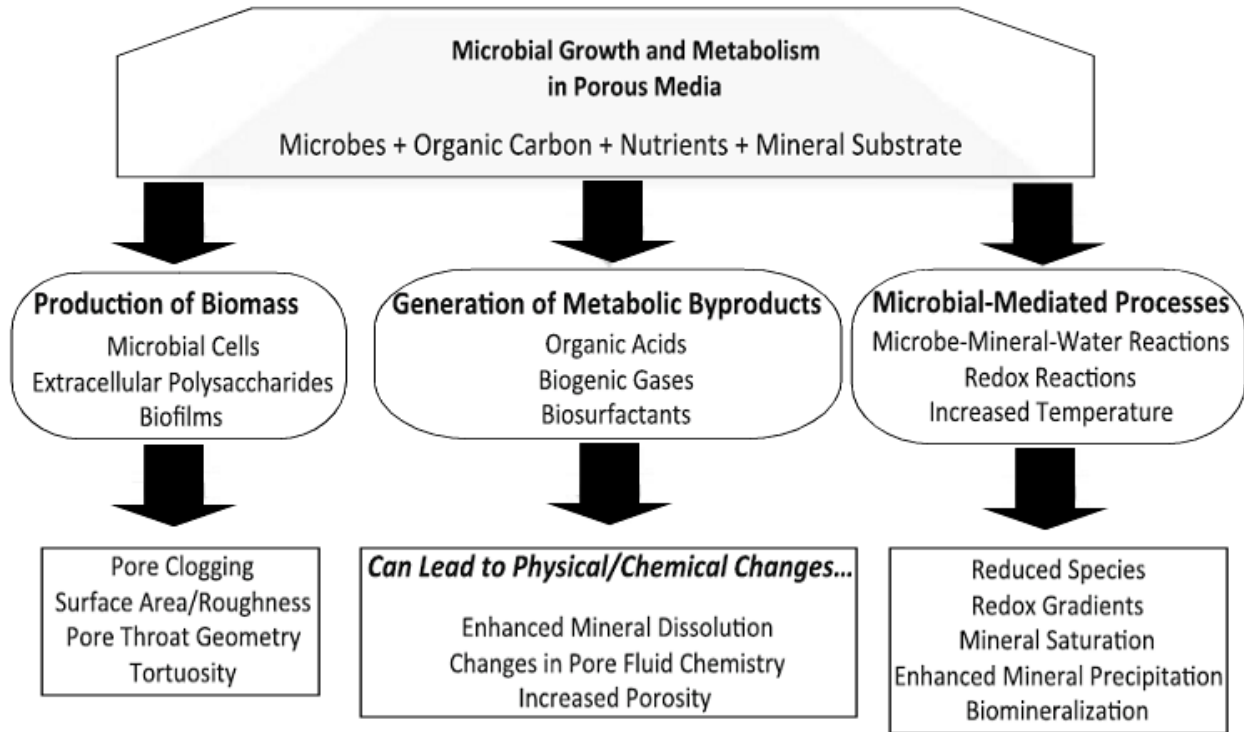 Microbial Growth and Metabolism
in Porous Media
Microbes + Organic Carbon + Nutrients + Mineral Substrate
Production of Biomass
Microbial Cells
Extracellular Polysaccharides
Biofilms
Generation of Metabolic Byproducts
Organic Acids
Biogenic Gases
Biosurfactants
Microbial-Mediated Processes
Microbe-Mineral-Water Reactions
Redox Reactions
Increased Temperature
Pore Clogging
Surface Area/Roughness
Pore Throat Geometry
Tortuosity
Can Lead to Physical/Chemical Changes...
Enhanced Mineral Dissolution
Changes in Pore Fluid Chemistry
Increased Porosity
Reduced Species
Redox Gradients
Mineral Saturation
Enhanced Mineral Precipitation
Biomineralization